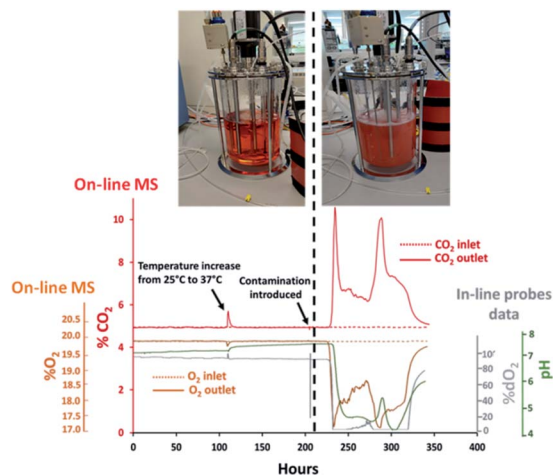 On-line MS
10
CO₂ inlet
CO₂ outlet
8
Temperature increase
from 25°C to 37°C
Contamination
introduced
On-line MS
In-line probes
data
% CO₂
6
4
2
0
%O₂
20.5
20.0
19.5
19.0
18.5
18.0
17.5
17.0
O₂ inlet
O₂ outlet
%dO₂
80
60
40
20
0
pH
8
7
6
5
4
0
50
100
150
200
250
300
350
400
Hours